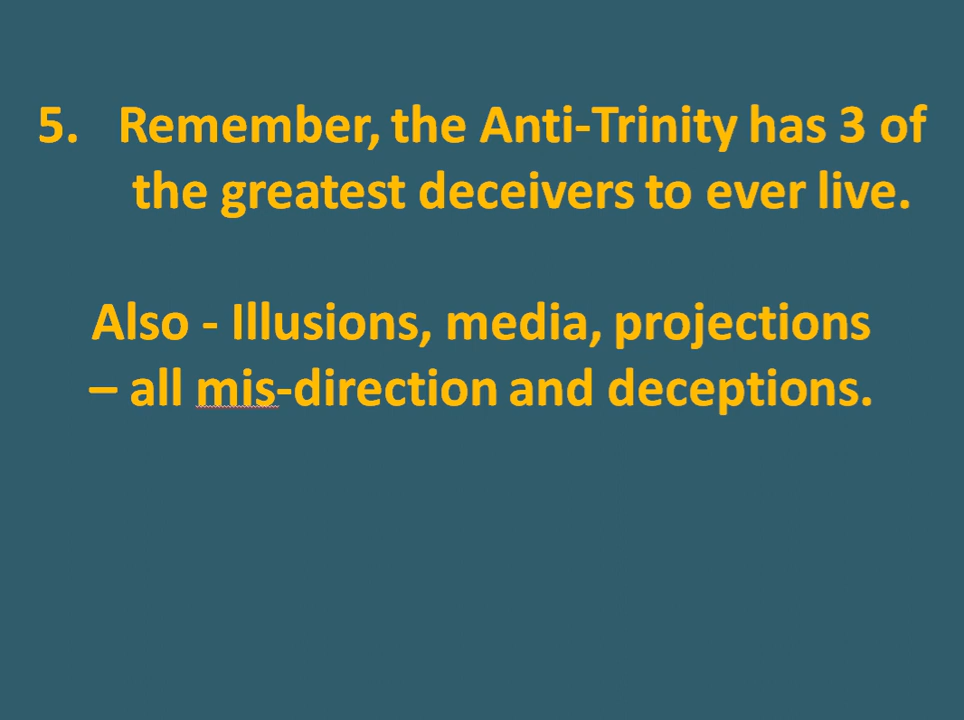 5. Remember, the Anti-Trinity has 3 of
the greatest deceivers to ever live.
Also - Illusions, media, projections
– all mis-direction and deceptions.